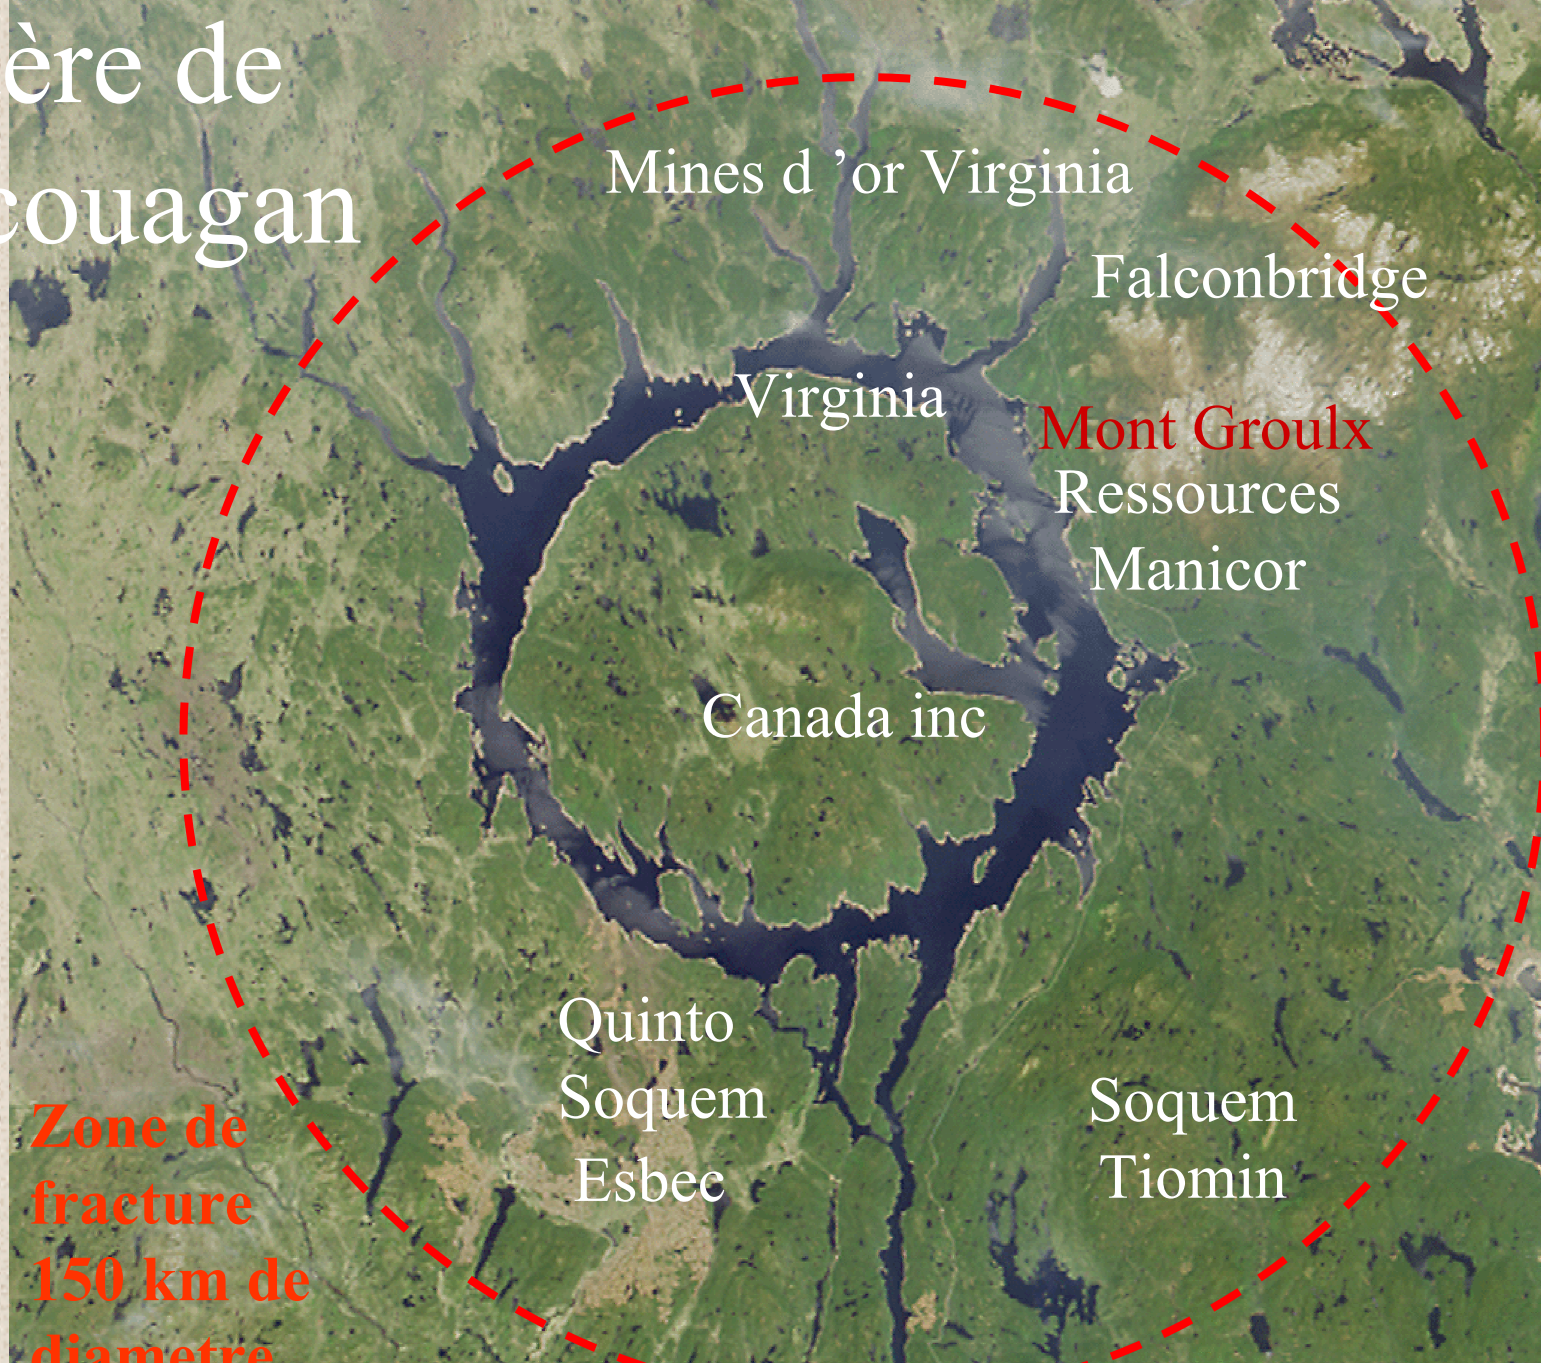 ère de
couagan
Mines d ’or Virginia
Falconbridge
Virginia
Mont Groulx
Ressources
Manicor
Canada inc
Quinto
Soquem
Esbec
Soquem
Tiomin
Zone de
fracture
150 km de
diametre